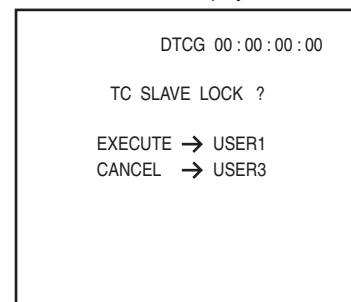 DTCG 00 : 00 : 00 : 00
TC SLAVE LOCK ?
EXECUTE → USER1
CANCEL → USER3